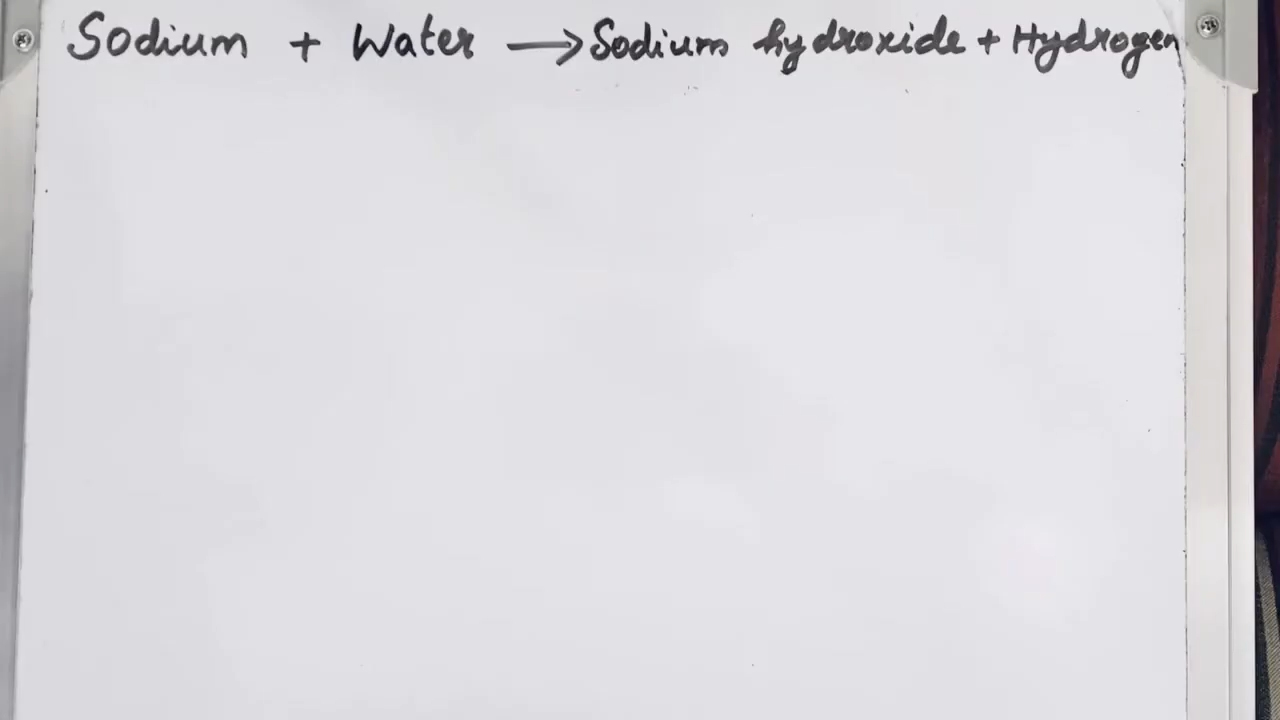 Sodium + Water → Sodium hydroxide + Hydrogen